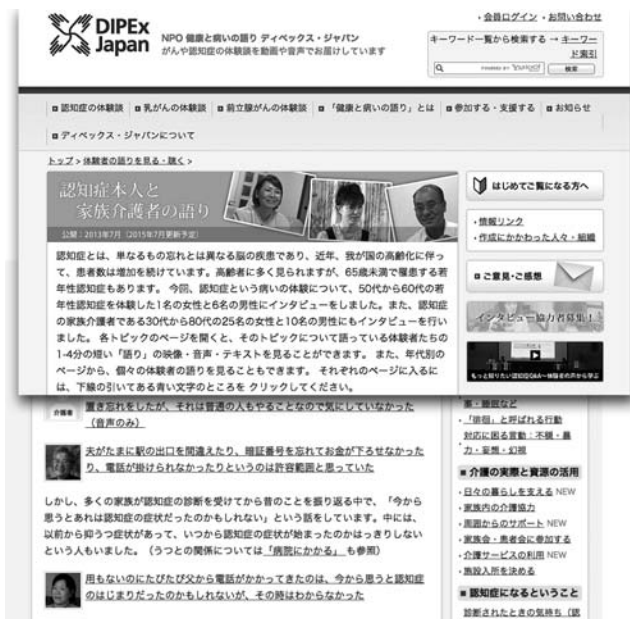 ・会員ログイン ・お問い合わせ
DIPEx
Japan
NPO 健康と病いの語り ディペックス・ジャパン
がんや認知症の体験談を動画や音声でお届けしています
キーワード一覧から検索する → キーワー
ド索引
POWERED BY YAHOO!
検索
認知症の体験談 乳がんの体験談 前立腺がんの体験談 「健康と病いの語り」とは 参加する・支援する お知らせ
ディペックス・ジャパンについて
トップ > 体験者の語りを見る・聴く >
認知症本人と
家族介護者の語り
公開：2013年7月（2015年7月更新予定）
認知症とは、単なるもの忘れとは異なる脳の疾患であり、近年、我が国の高齢化に伴っ
て、患者数は増加を続けています。高齢者に多く見られますが、65歳未満で罹患する若
年性認知症もあります。 今回、認知症という病いの体験について、50代から60代の若
年性認知症を体験した1名の女性と6名の男性にインタビューをしました。また、認知症
の家族介護者である30代から80代の25名の女性と10名の男性にもインタビューを行い
ました。 各トピックのページを開くと、そのトピックについて語っている体験者たちの
1-4分の短い「語り」の映像・音声・テキストを見ることができます。 また、年代別の
ページから、個々の体験者の語りを見ることもできます。 それぞれのページに入るに
は、下線の引いてある青い文字のところを クリックしてください。
はじめてご覧になる方へ
・情報リンク
・作成にかかわった人々・組織
ご意見・ご感想
インタビュー協力者募集！
もっと知りたい認知症Q&A〜体験者の声から学ぶ
介護者
置き忘れをしたが、それは普通の人もやることなので気にしていなかった
（音声のみ）
夫がたまに駅の出口を間違えたり、暗証番号を忘れてお金が下ろせなかった
り、電話が掛けられなかったりというのは許容範囲と思っていた
しかし、多くの家族が認知症の診断を受けてから昔のことを振り返る中で、「今から
思うとあれは認知症の症状だったのかもしれない」という話をしています。中には、
以前から抑うつ症状があって、いつから認知症の症状が始まったのかはっきりしない
という人もいました。（うつとの関係については「病院にかかる」 も参照）
用もないのにたびたび父から電話がかかってきたのは、今から思うと認知症
のはじまりだったのかもしれないが、その時はわからなかった
事・睡眠など
・「徘徊」と呼ばれる行動
対応に困る言動：不穏・暴
力・妄想・幻視
介護の実際と資源の活用
・日々の暮らしを支える NEW
・家族内の介護協力
・周囲からのサポート NEW
・家族会・患者会に参加する
・介護サービスの利用 NEW
・施設入所を決める
認知症になるということ
診断されたときの気持ち（認